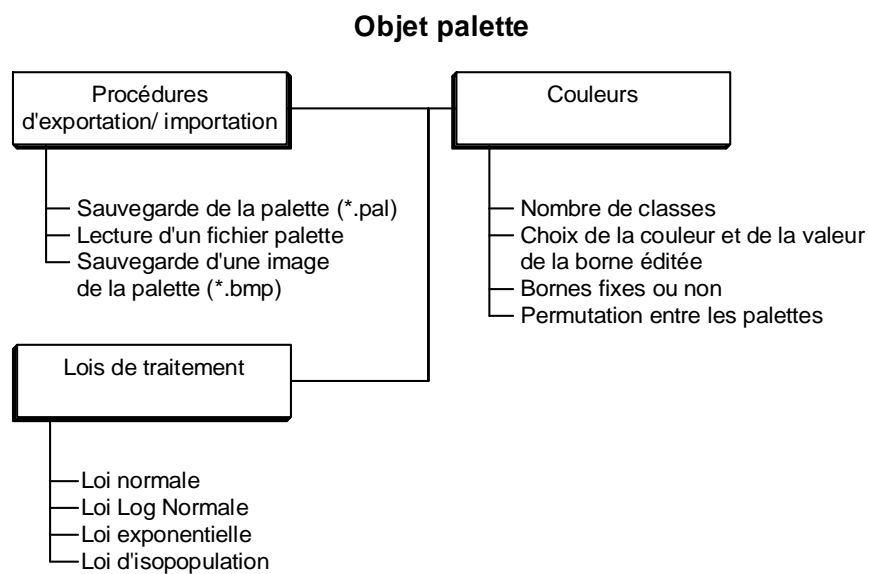 Objet palette
Procédures
d'exportation/ importation
Sauvegarde de la palette (*.pal)
Lecture d'un fichier palette
Sauvegarde d'une image
de la palette (*.bmp)
Couleurs
Nombre de classes
Choix de la couleur et de la valeur
de la borne éditée
Bornes fixes ou non
Permutation entre les palettes
Lois de traitement
Loi normale
Loi Log Normale
Loi exponentielle
Loi d'isopopulation